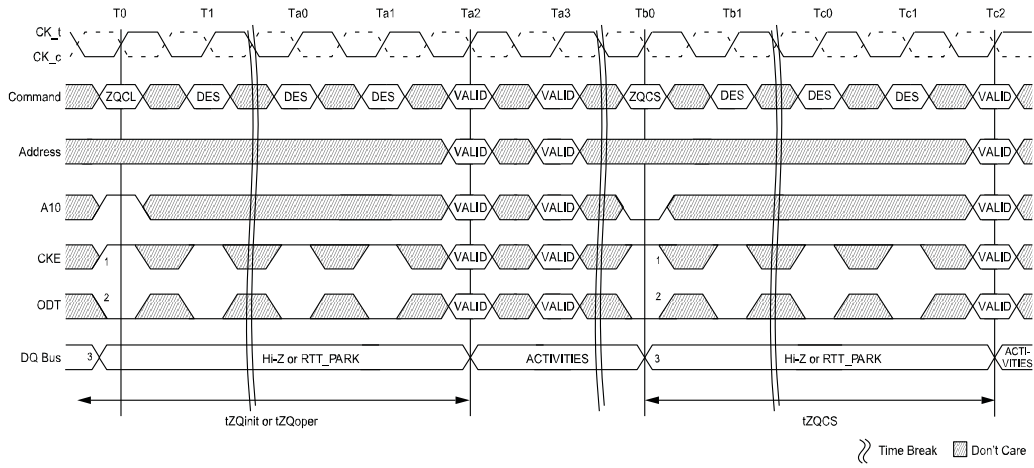 T0 T1 Ta0 Ta1 Ta2 Ta3 Tb0 Tb1 Tc0 Tc1 Tc2
CK_t
CK_c
Command ZQCL DES DES DES VALID VALID ZQCS DES DES DES VALID
Address VALID VALID VALID
A10 VALID VALID VALID
CKE 1 VALID VALID 1 VALID
ODT 2 VALID VALID 2 VALID
DQ Bus 3 Hi-Z or RTT_PARK ACTIVITIES 3 Hi-Z or RTT_PARK ACTI-
VITIES
tZQinit or tZQoper tZQCS
Time Break Don't Care